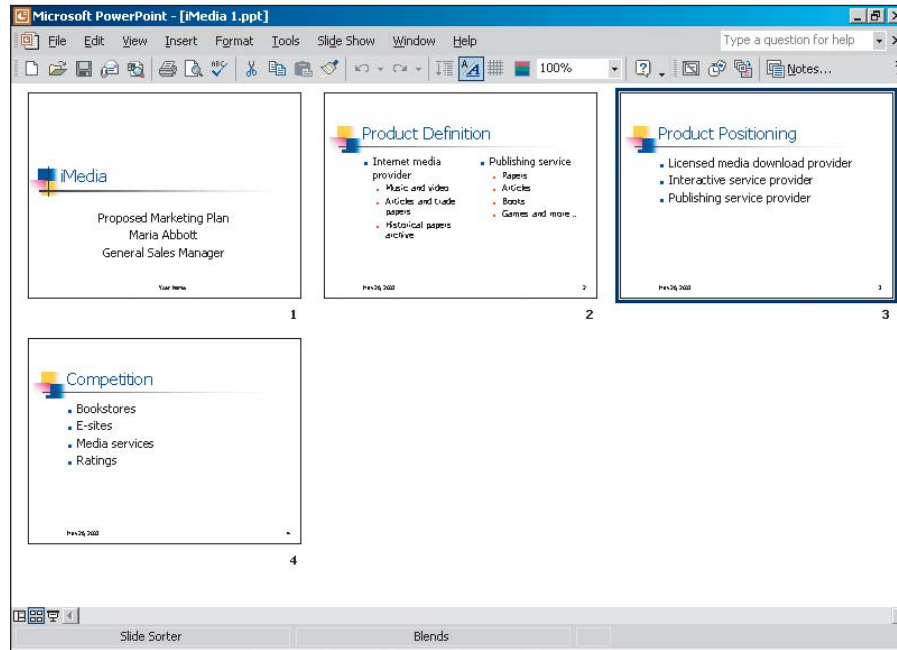 Microsoft PowerPoint - [iMedia 1.ppt]
File Edit View Insert Format Tools Slide Show Window Help
Type a question for help
100%
Notes...
iMedia
Proposed Marketing Plan
Maria Abbott
General Sales Manager
Your Name
1
Product Definition
Internet media
provider
Music and video
Articles and trade
papers
Historical papers
archive
Publishing service
Papers
Articles
Games and more...
2
2
Product Positioning
Licensed media download provider
Interactive service provider
Publishing service provider
3
3
Competition
Bookstores
E-sites
Media services
Ratings
4
Slide Sorter
Blends